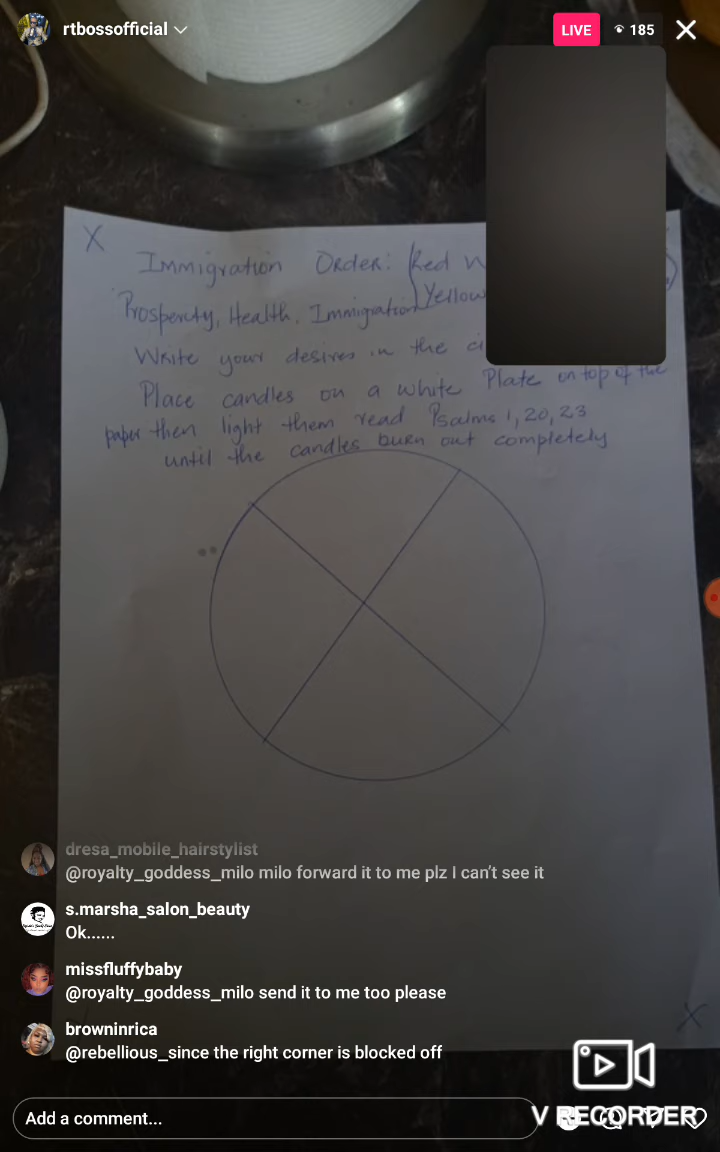 rtbossofficial
LIVE
185
X
Immigration Order: (Red
Prosperity, Health, Immigration Yellow
Write your desires in the
Place candles on a white Plate on top of the
paper then light them read Psalms 1, 20, 23
until the candles burn out completely
X
dresa_mobile_hairstylist
@royalty_goddess_milo milo forward it to me plz I can't see it
s.marsha_salon_beauty
Ok......
missfluffybaby
@royalty_goddess_milo send it to me too please
browninrica
@rebellious_since the right corner is blocked off
Add a comment...
V RECORDER